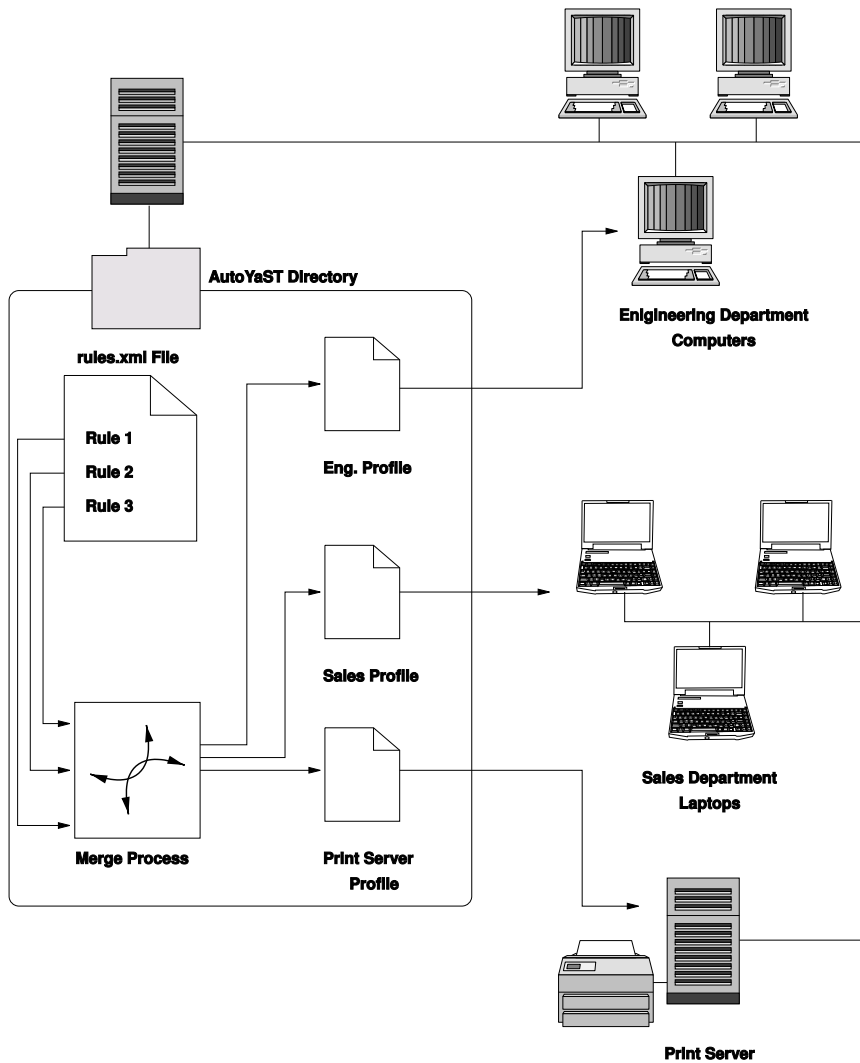 AutoYaST Directory
rules.xml File
Rule 1
Rule 2
Rule 3
Merge Process
Eng. Profile
Sales Profile
Print Server
Profile
Enigineering Department
Computers
Sales Department
Laptops
Print Server